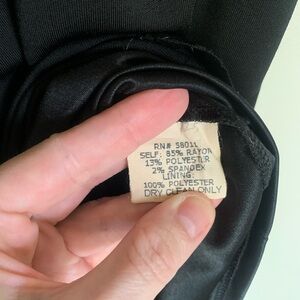 RN# 58011
SELF: 85% RAYON
13% POLYESTER
2% SPANDEX
LINING:
100% POLYESTER
DRY CLEAN ONLY